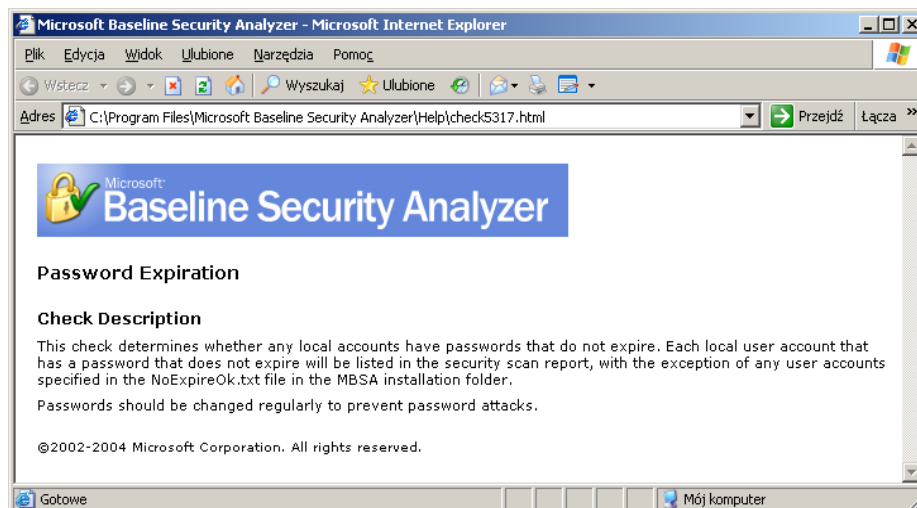 Microsoft Baseline Security Analyzer - Microsoft Internet Explorer
Plik Edycja Widok Ulubione Narzędzia Pomoc
Wstecz Wyszukaj Ulubione
Adres C:\Program Files\Microsoft Baseline Security Analyzer\Help\check5317.html Przejdź Łącza »
Microsoft
Baseline Security Analyzer
Password Expiration
Check Description
This check determines whether any local accounts have passwords that do not expire. Each local user account that
has a password that does not expire will be listed in the security scan report, with the exception of any user accounts
specified in the NoExpireOk.txt file in the MBSA installation folder.
Passwords should be changed regularly to prevent password attacks.
©2002-2004 Microsoft Corporation. All rights reserved.
Gotowe Mój komputer